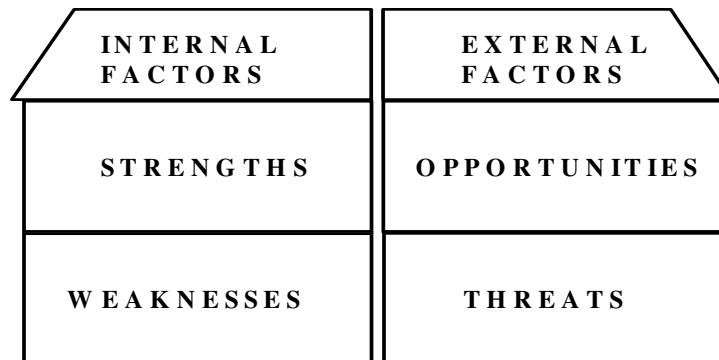 INTERNAL
FACTORS
EXTERNAL
FACTORS
STRENGTHS
OPPORTUNITIES
WEAKNESSES
THREATS